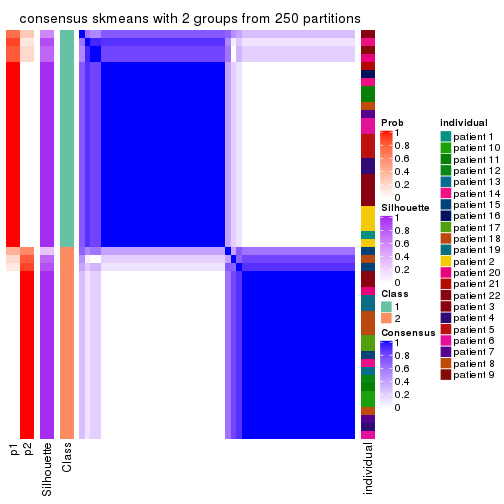 consensus skmeans with 2 groups from 250 partitions
Prob
1
0.8
0.6
0.4
0.2
0
Silhouette
1
0.8
0.6
0.4
0.2
0
Class
1
2
Consensus
1
0.8
0.6
0.4
0.2
0
individual
patient 1
patient 10
patient 11
patient 12
patient 13
patient 14
patient 15
patient 16
patient 17
patient 18
patient 19
patient 2
patient 20
patient 21
patient 22
patient 3
patient 4
patient 5
patient 6
patient 7
patient 8
patient 9
p1
p2
Silhouette
Class
individual